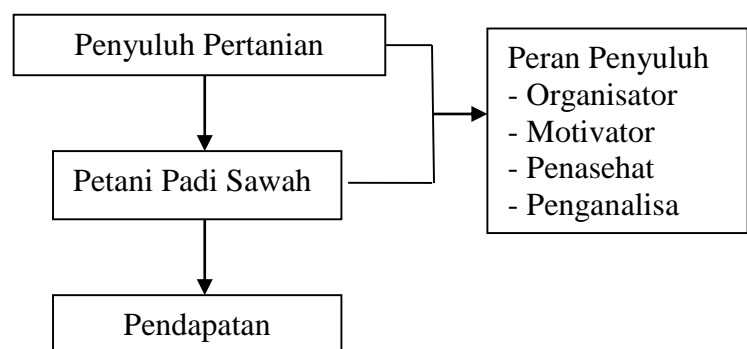 Penyuluh Pertanian
Peran Penyuluh
- Organisator
- Motivator
- Penasehat
- Penganalisa
Petani Padi Sawah
Pendapatan